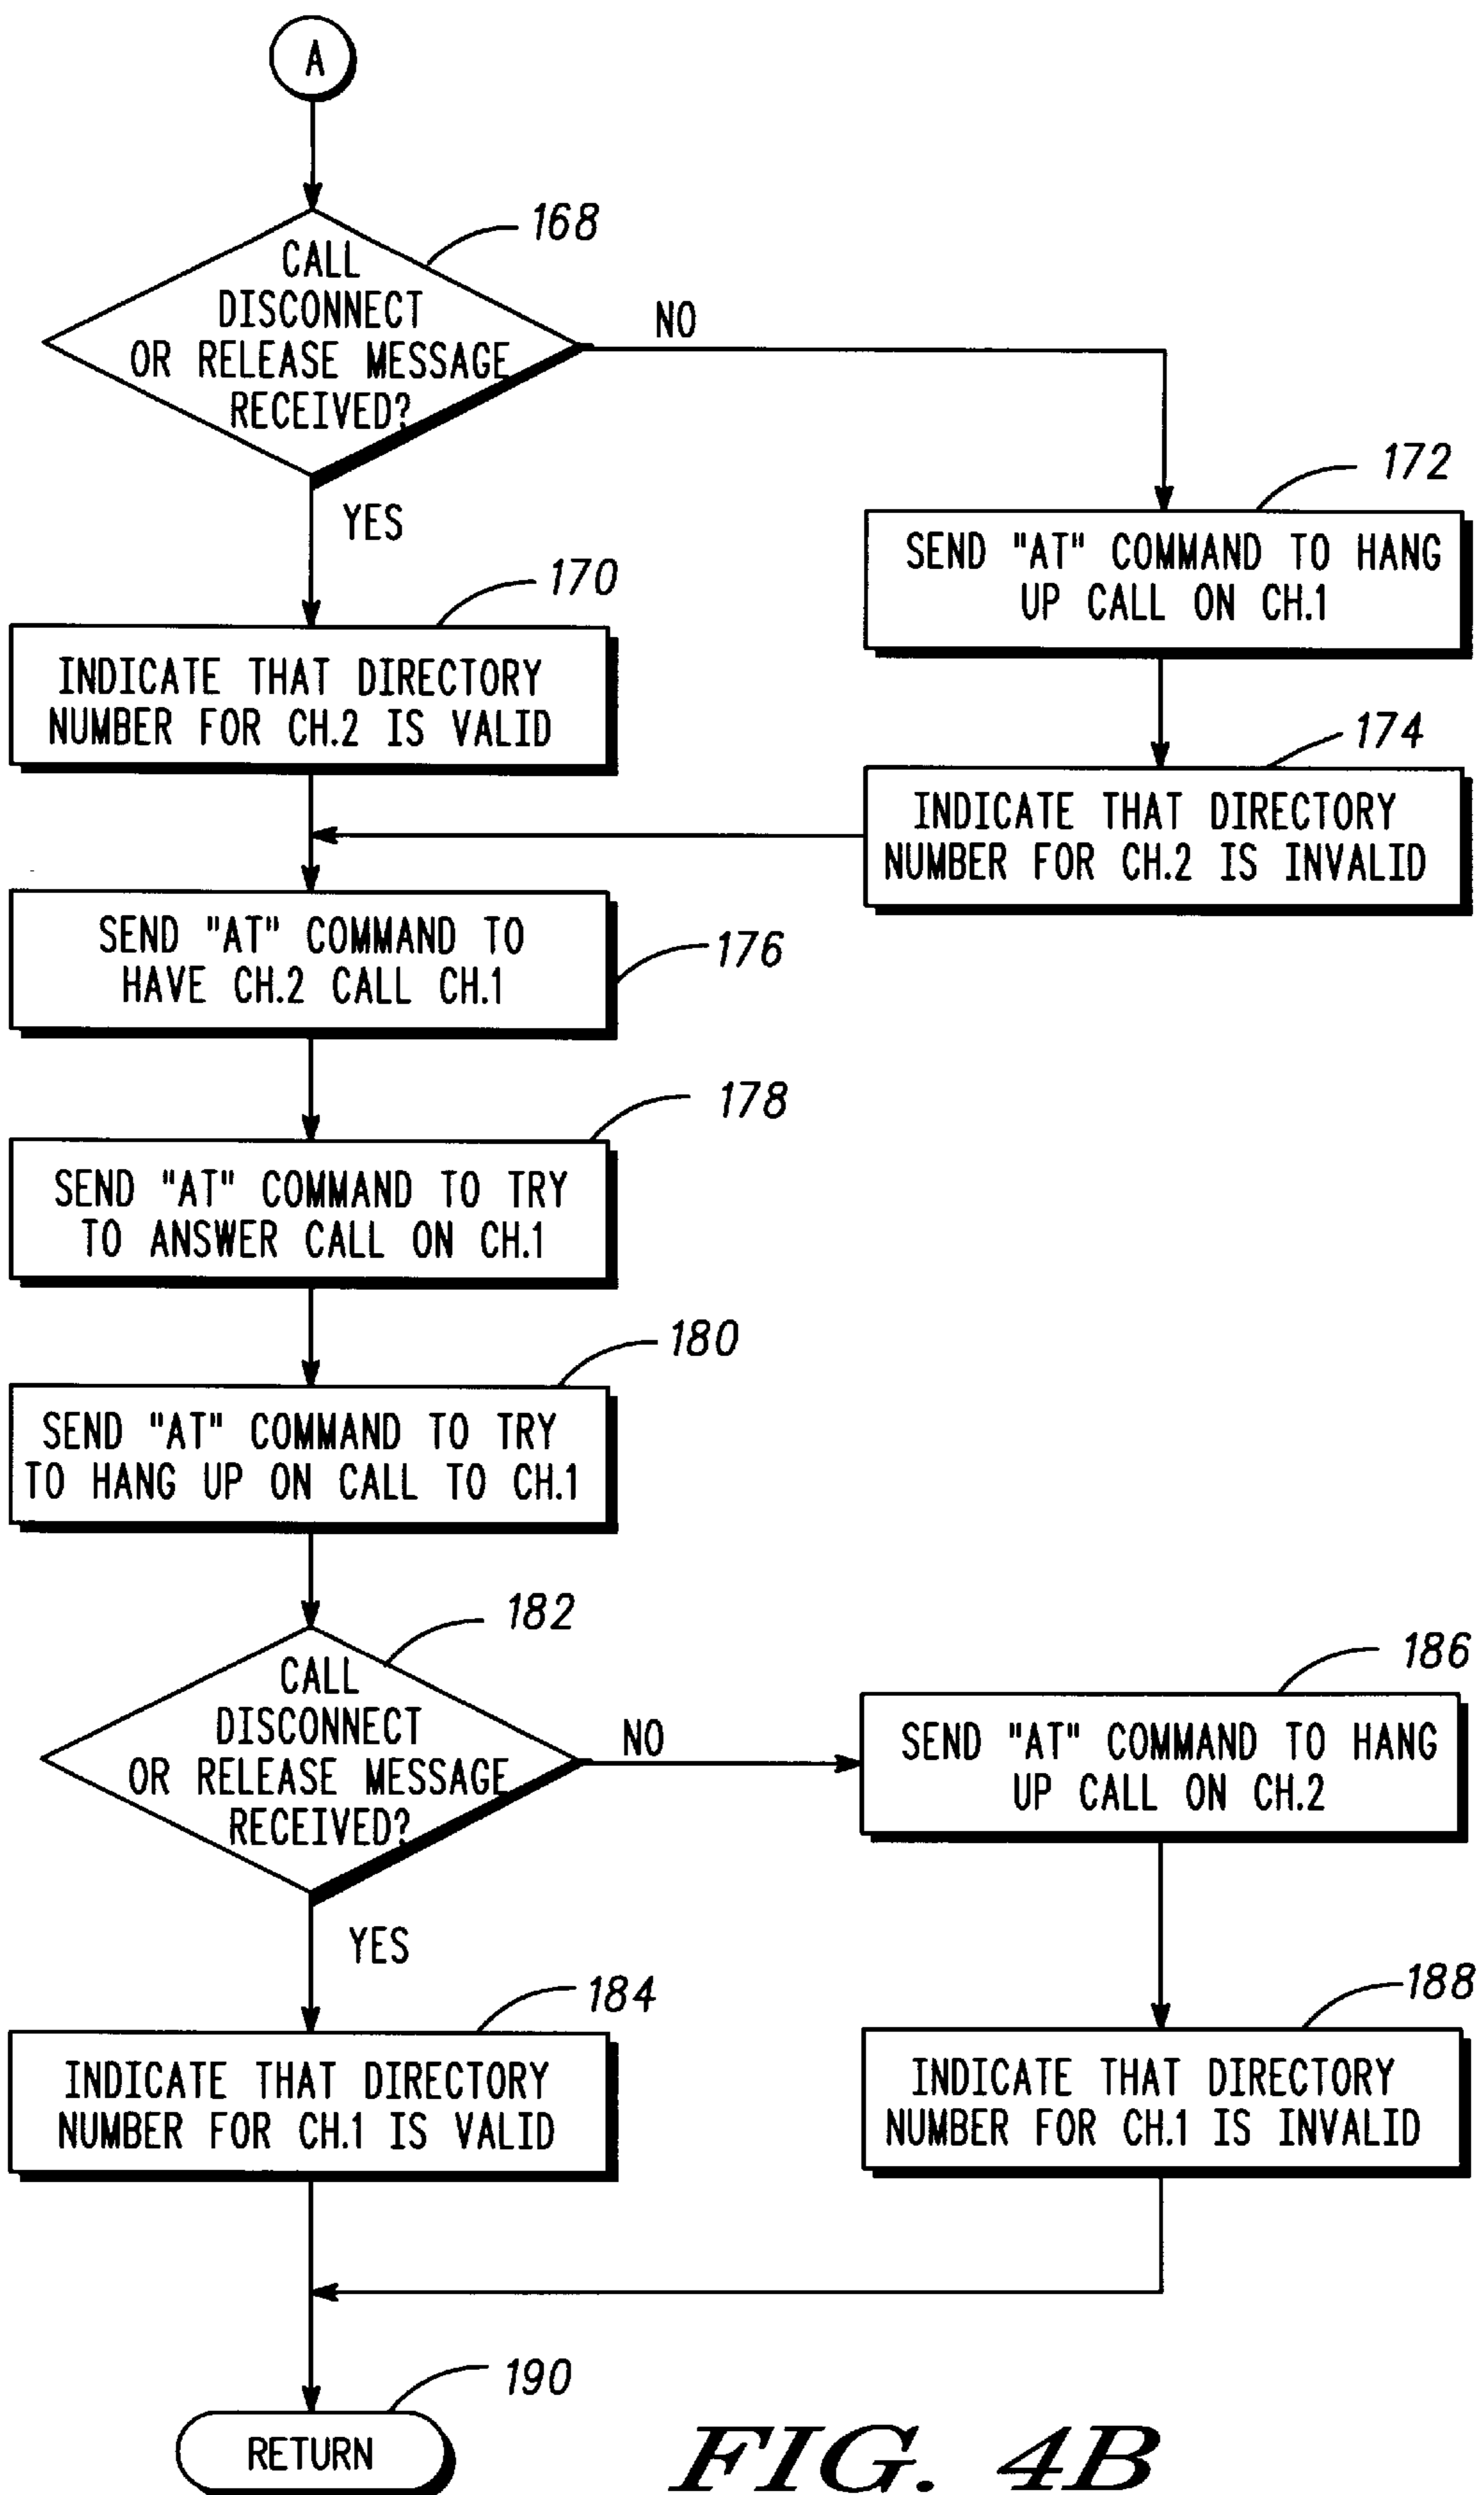 A
168
CALL
DISCONNECT
OR RELEASE MESSAGE
RECEIVED?
NO
YES
172
SEND "AT" COMMAND TO HANG
UP CALL ON CH.1
170
INDICATE THAT DIRECTORY
NUMBER FOR CH.2 IS VALID
174
INDICATE THAT DIRECTORY
NUMBER FOR CH.2 IS INVALID
SEND "AT" COMMAND TO
HAVE CH.2 CALL CH.1
176
178
SEND "AT" COMMAND TO TRY
TO ANSWER CALL ON CH.1
180
SEND "AT" COMMAND TO TRY
TO HANG UP ON CALL TO CH.1
182
CALL
DISCONNECT
OR RELEASE MESSAGE
RECEIVED?
NO
YES
186
SEND "AT" COMMAND TO HANG
UP CALL ON CH.2
184
INDICATE THAT DIRECTORY
NUMBER FOR CH.1 IS VALID
188
INDICATE THAT DIRECTORY
NUMBER FOR CH.1 IS INVALID
190
RETURN
FIG. 4B